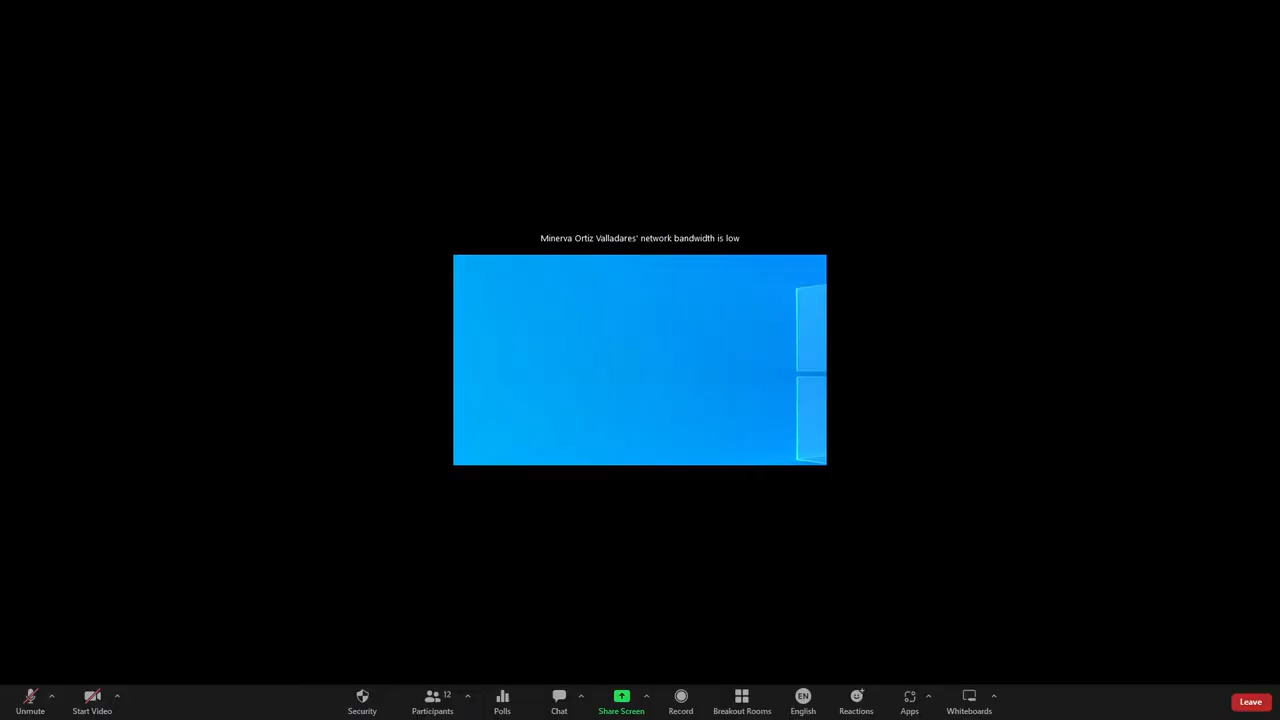 Minerva Ortiz Valladares' network bandwidth is low
12
EN
Unmute
Start Video
Security
Participants
Polls
Chat
Share Screen
Record
Breakout Rooms
English
Reactions
Apps
Whiteboards
Leave